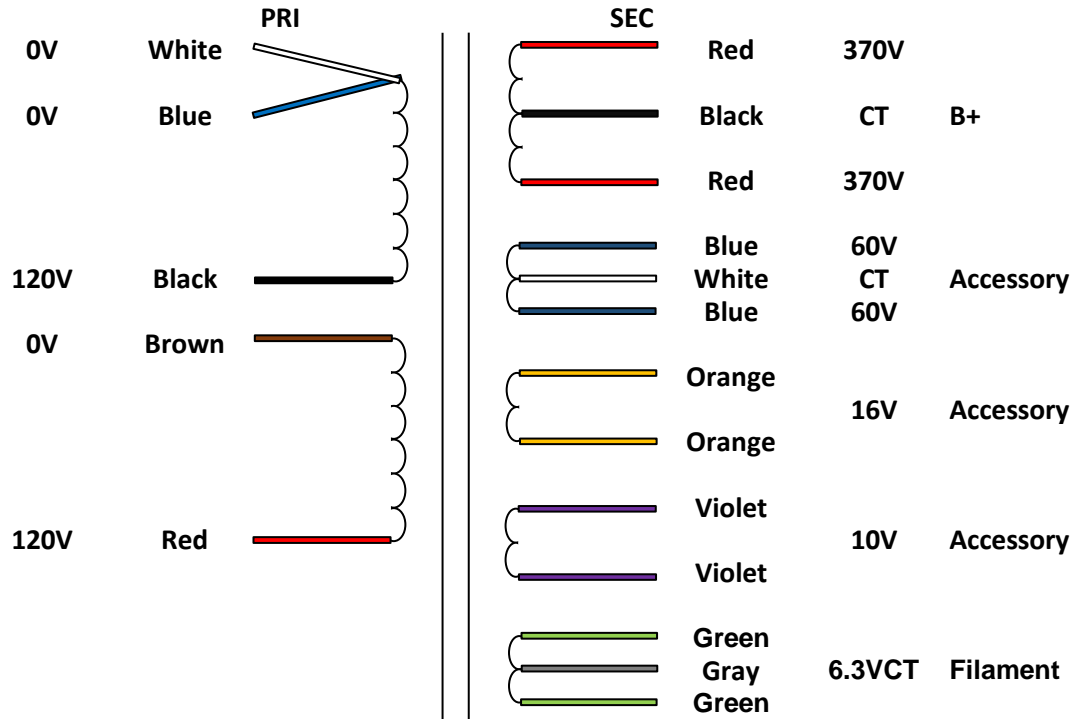 PRI SEC
0V White Red 370V
0V Blue Black CT B+
Red 370V
Blue 60V
120V Black White CT Accessory
Blue 60V
0V Brown
Orange
16V Accessory
Orange
Violet
120V Red 10V Accessory
Violet
Green
Gray 6.3VCT Filament
Green